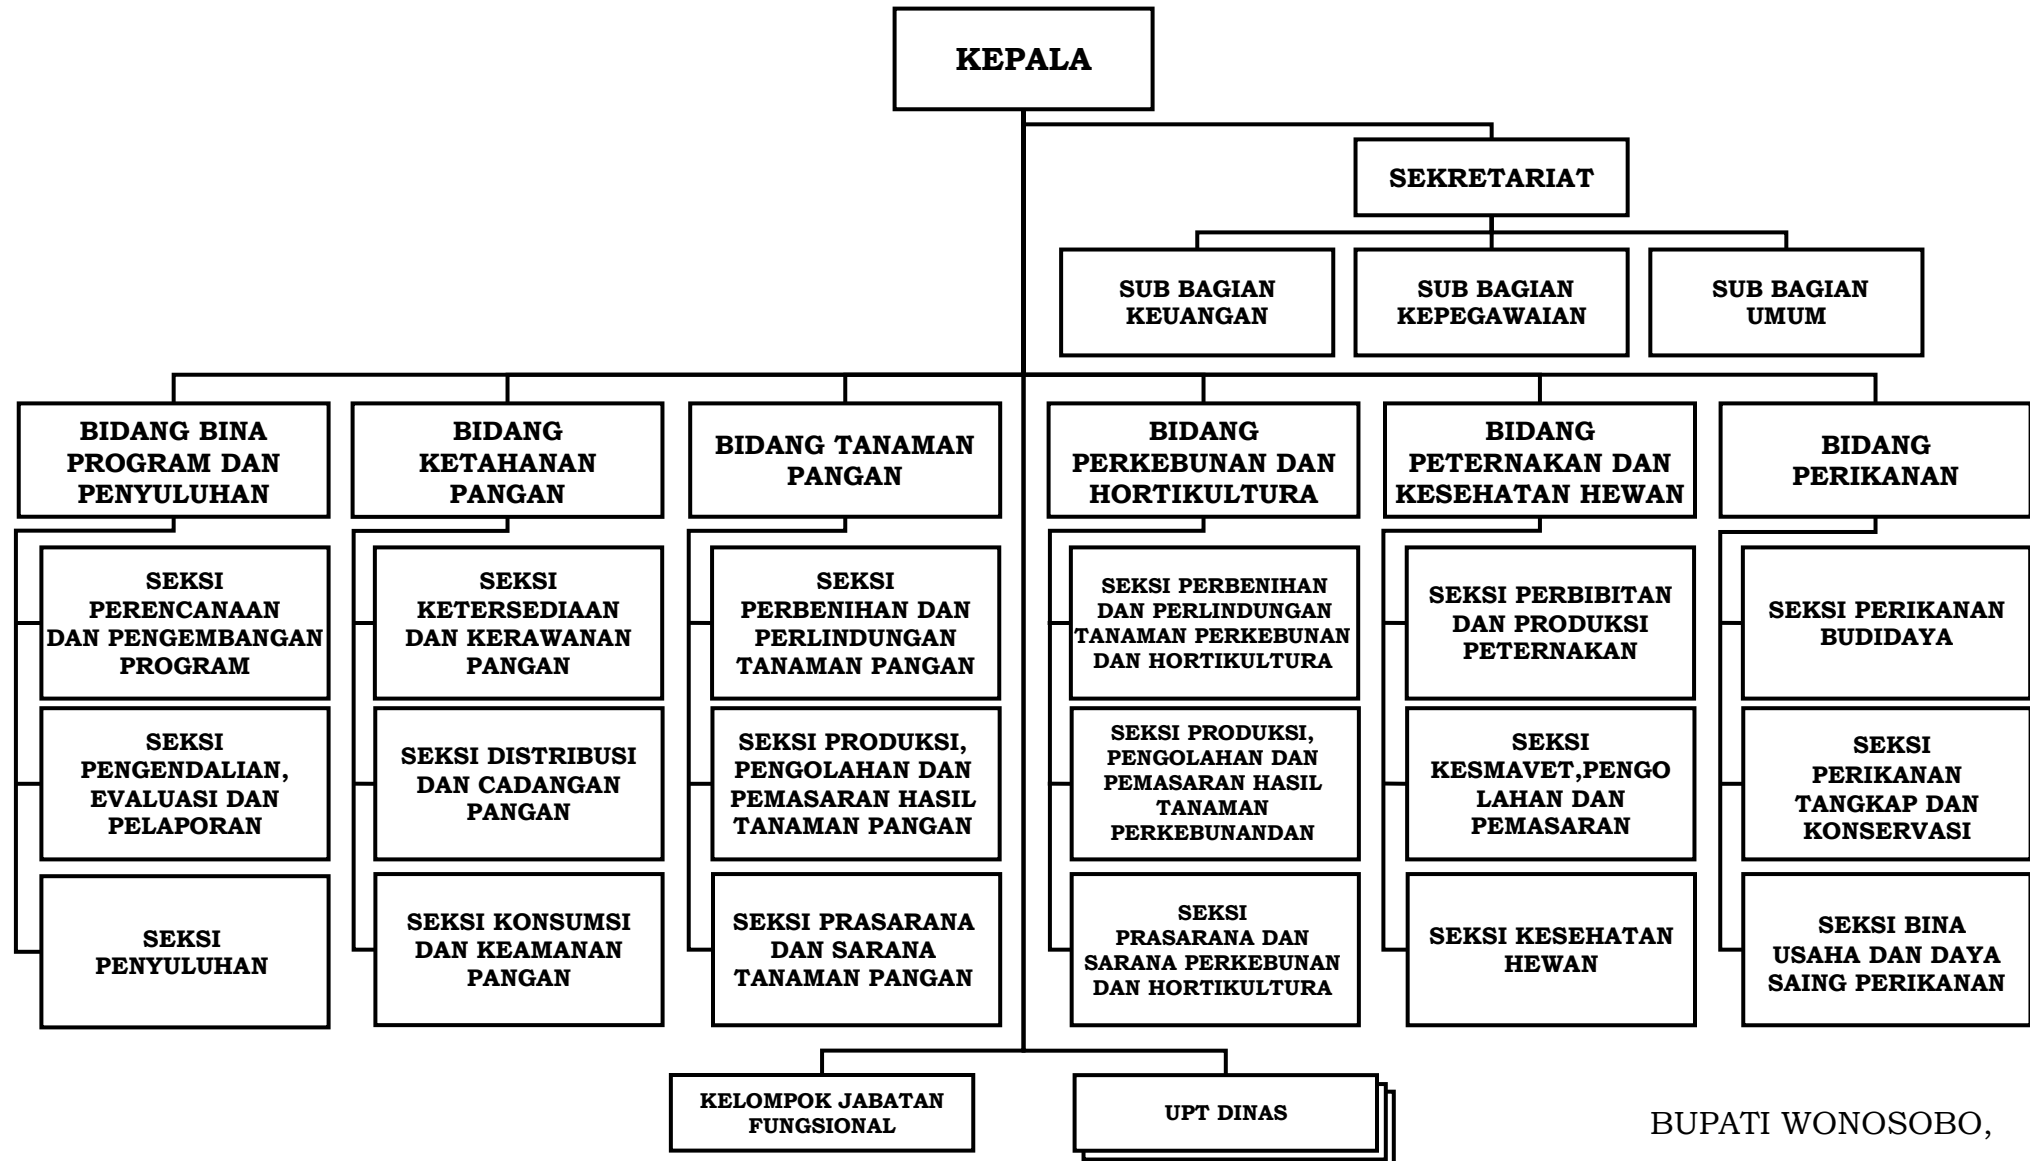 KEPALA
SEKRETARIAT
SUB BAGIAN
KEUANGAN
SUB BAGIAN
KEPEGAWAIAN
SUB BAGIAN
UMUM
BIDANG BINA
PROGRAM DAN
PENYULUHAN
BIDANG
KETAHANAN
PANGAN
BIDANG TANAMAN
PANGAN
BIDANG
PERKEBUNAN DAN
HORTIKULTURA
BIDANG
PETERNAKAN DAN
KESEHATAN HEWAN
BIDANG
PERIKANAN
SEKSI
PERENCANAAN
DAN PENGEMBANGAN
PROGRAM
SEKSI
KETERSEDIAAN
DAN KERAWANAN
PANGAN
SEKSI
PERBENIHAN DAN
PERLINDUNGAN
TANAMAN PANGAN
SEKSI PERBENIHAN
DAN PERLINDUNGAN
TANAMAN PERKEBUNAN
DAN HORTIKULTURA
SEKSI PERBIBITAN
DAN PRODUKSI
PETERNAKAN
SEKSI PERIKANAN
BUDIDAYA
SEKSI
PENGENDALIAN,
EVALUASI DAN
PELAPORAN
SEKSI DISTRIBUSI
DAN CADANGAN
PANGAN
SEKSI PRODUKSI,
PENGOLAHAN DAN
PEMASARAN HASIL
TANAMAN PANGAN
SEKSI PRODUKSI,
PENGOLAHAN DAN
PEMASARAN HASIL
TANAMAN
PERKEBUNANDAN
SEKSI
KESMAVET,PENGO
LAHAN DAN
PEMASARAN
SEKSI
PERIKANAN
TANGKAP DAN
KONSERVASI
SEKSI
PENYULUHAN
SEKSI KONSUMSI
DAN KEAMANAN
PANGAN
SEKSI PRASARANA
DAN SARANA
TANAMAN PANGAN
SEKSI
PRASARANA DAN
SARANA PERKEBUNAN
DAN HORTIKULTURA
SEKSI KESEHATAN
HEWAN
SEKSI BINA
USAHA DAN DAYA
SAING PERIKANAN
KELOMPOK JABATAN
FUNGSIONAL
UPT DINAS
BUPATI WONOSOBO,